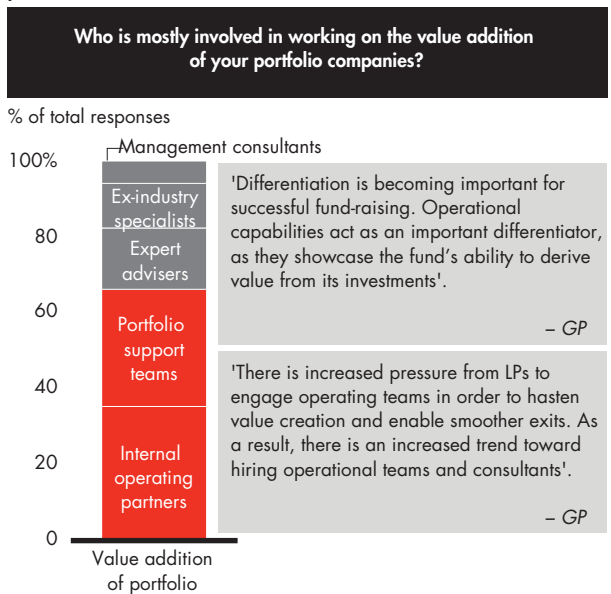 Who is mostly involved in working on the value addition
of your portfolio companies?
% of total responses
Management consultants
100%
80
60
40
20
0
Ex-industry
specialists
Expert
advisers
Portfolio
support
teams
Internal
operating
partners
Value addition
of portfolio
'Differentiation is becoming important for
successful fund-raising. Operational
capabilities act as an important differentiator,
as they showcase the fund’s ability to derive
value from its investments'.
– GP
'There is increased pressure from LPs to
engage operating teams in order to hasten
value creation and enable smoother exits. As
a result, there is an increased trend toward
hiring operational teams and consultants'.
– GP